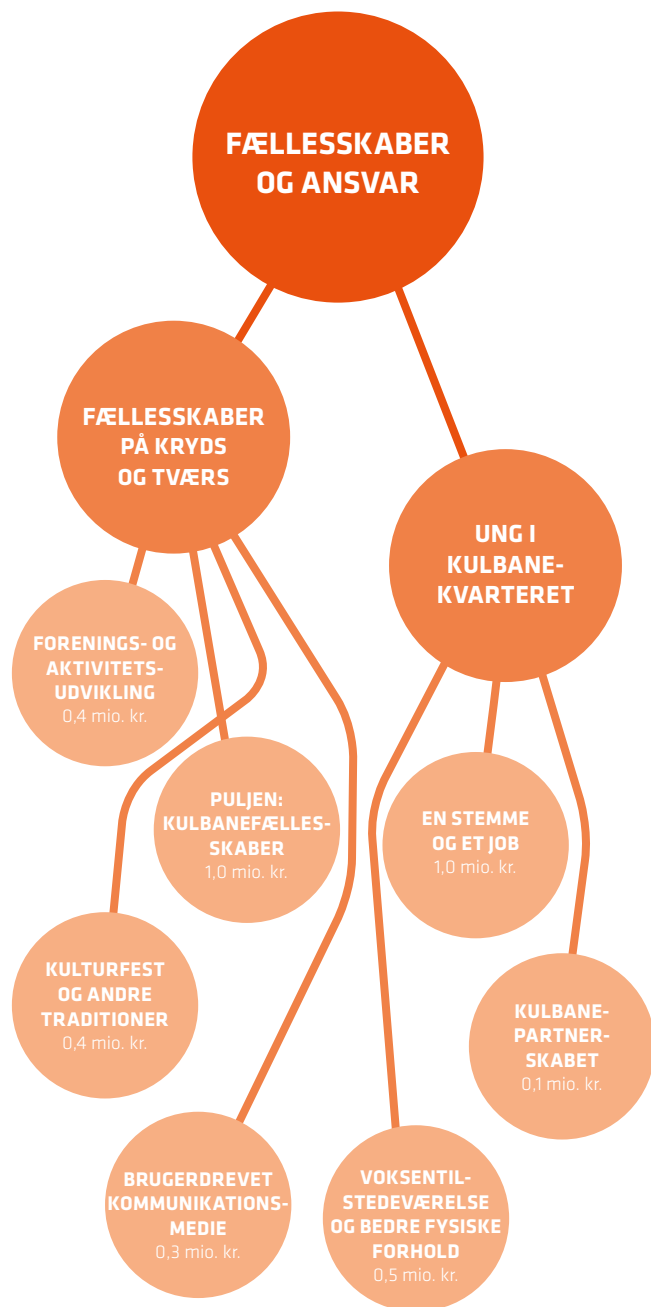 FÆLLESSKABER
OG ANSVAR
FÆLLESSKABER
PÅ KRYDS
OG TVÆRS
UNG I
KULBANE-
KVARTERET
FORENINGS- OG
AKTIVITETS-
UDVIKLING
0,4 mio. kr.
PULJEN:
KULBANEFÆLLES-
SKABER
1,0 mio. kr.
EN STEMME
OG ET JOB
1,0 mio. kr.
KULTURFEST
OG ANDRE
TRADITIONER
0,4 mio. kr.
KULBANE-
PARTNER-
SKABET
0,1 mio. kr.
BRUGERDREVET
KOMMUNIKATIONS-
MEDIE
0,3 mio. kr.
VOKSENTIL-
STEDEVÆRELSE
OG BEDRE FYSISKE
FORHOLD
0,5 mio. kr.